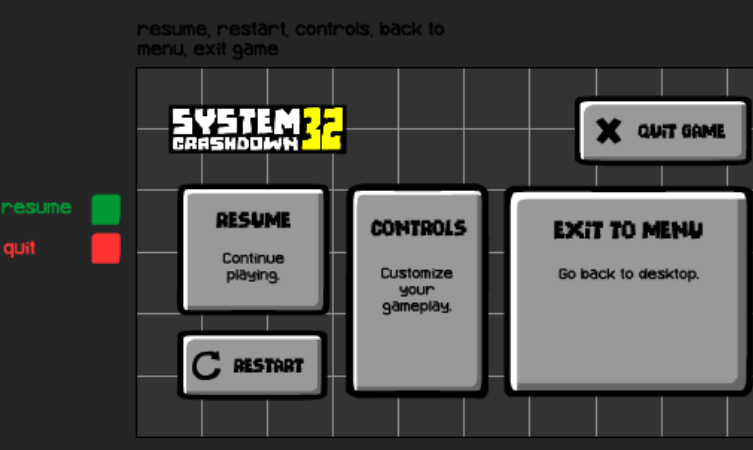 resume, restart, controls, back to
menu, exit game
SYSTEM 32
CRASHDOWN
QUIT GAME
resume
quit
RESUME
Continue
playing.
RESTART
CONTROLS
Customize
your
gameplay.
EXIT TO MENU
Go back to desktop.